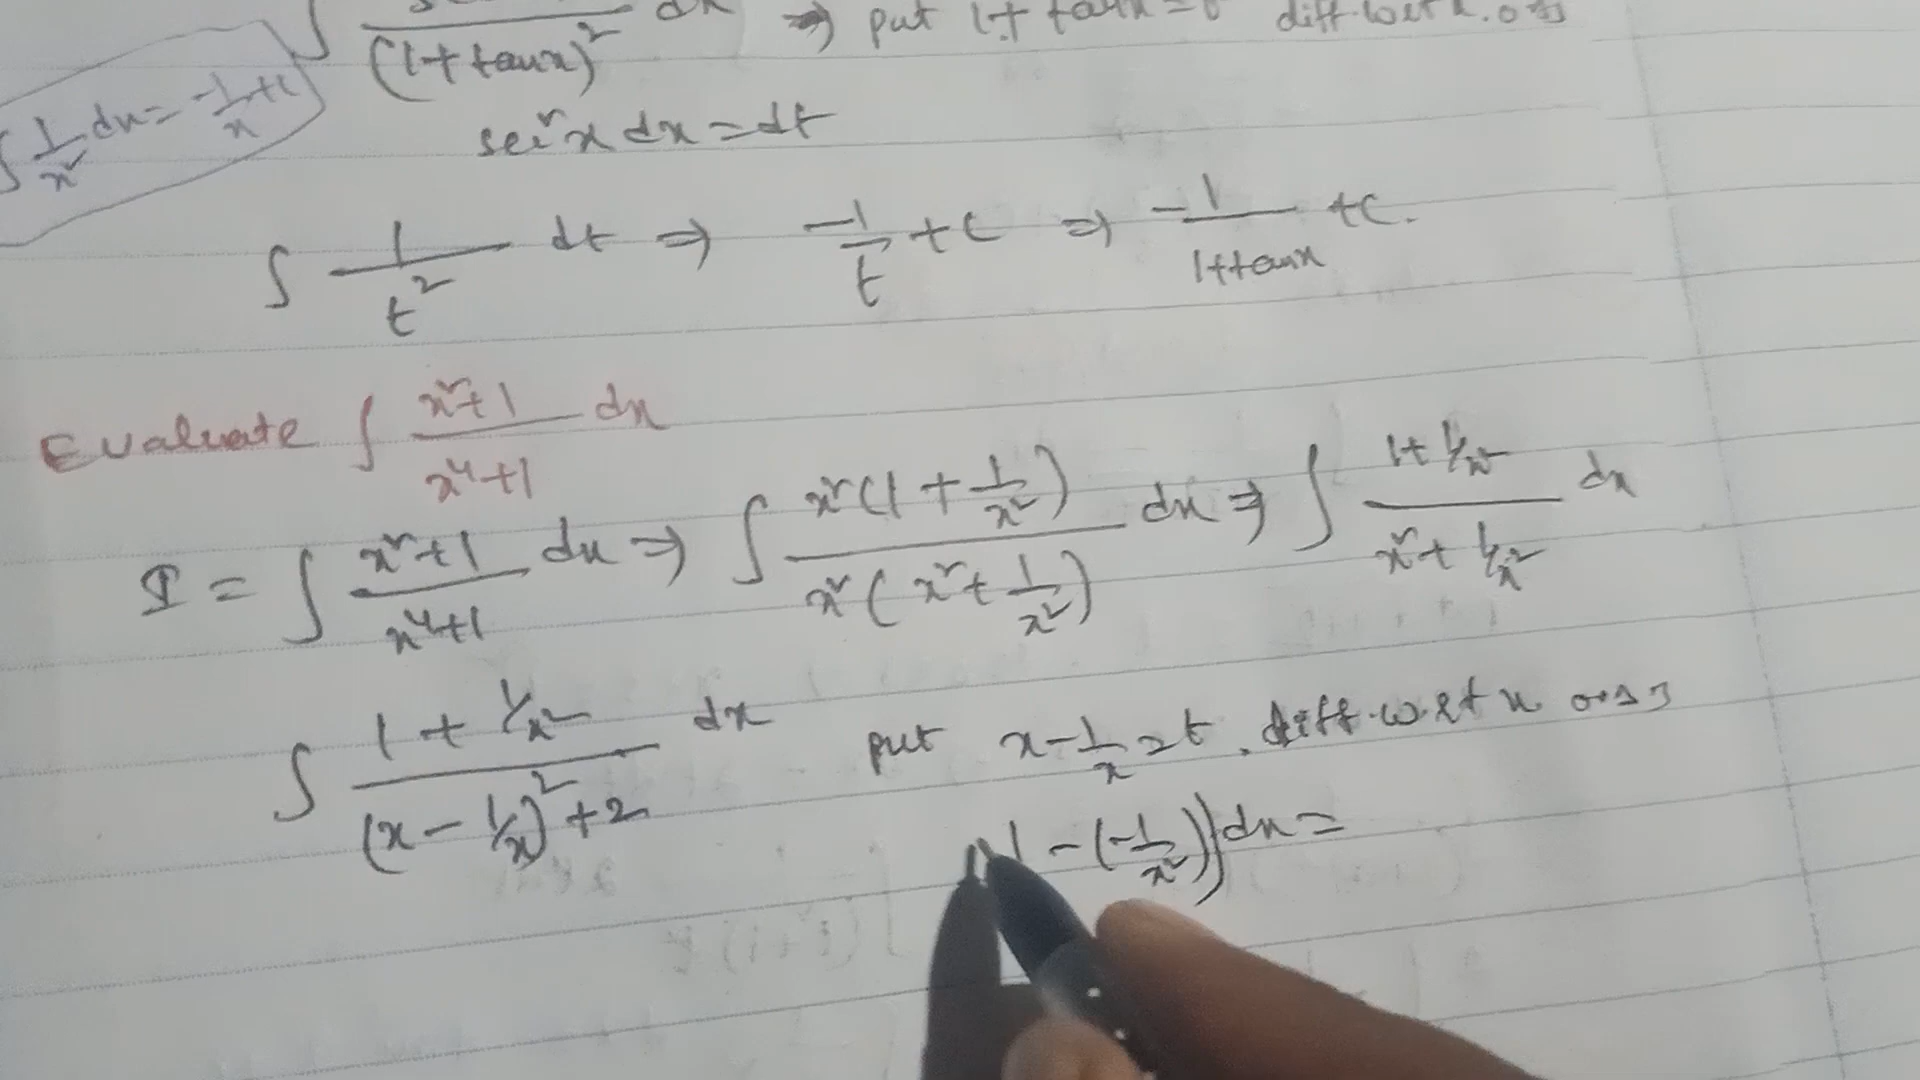 ∫ ─── dx ⇒ put 1+ tanx = t diff. w.r.t x. o.b.s
(1+tanx)²
∫ 1/x² dx = -1/x + c
sec²x dx = dt
∫ 1/t² dt ⇒ -1/t + c ⇒ -1/(1+tanx) + c.
Evaluate ∫ (x²+1)/(x⁴+1) dx
I = ∫ (x²+1)/(x⁴+1) dx ⇒ ∫ x²(1 + 1/x²)/x²(x² + 1/x²) dx ⇒ ∫ (1 + 1/x²)/(x² + 1/x²) dx
∫ (1 + 1/x²)/((x - 1/x)² + 2) dx put x - 1/x = t. diff. w.r.t x o.b.s
1 - (-1/x²)) dx =